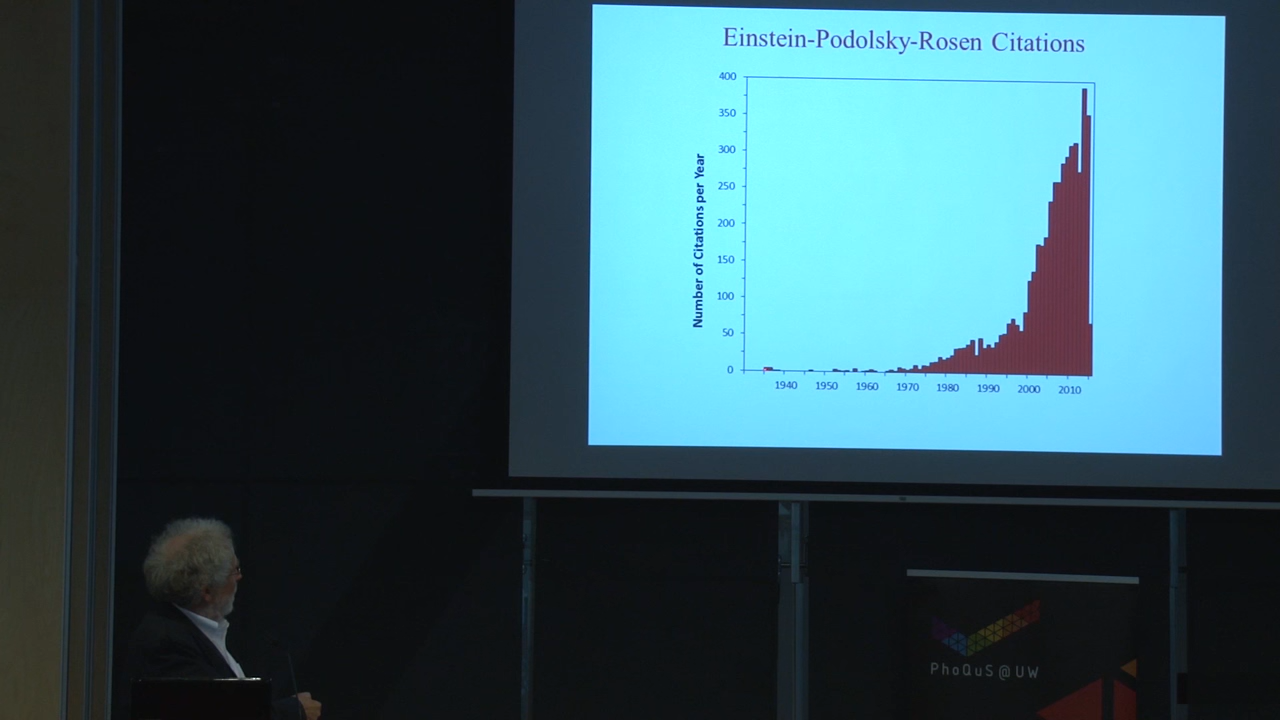 Einstein-Podolsky-Rosen Citations
400
350
300
250
200
150
100
50
0
Number of Citations per Year
1940 1950 1960 1970 1980 1990 2000 2010
PhoQuS@UW